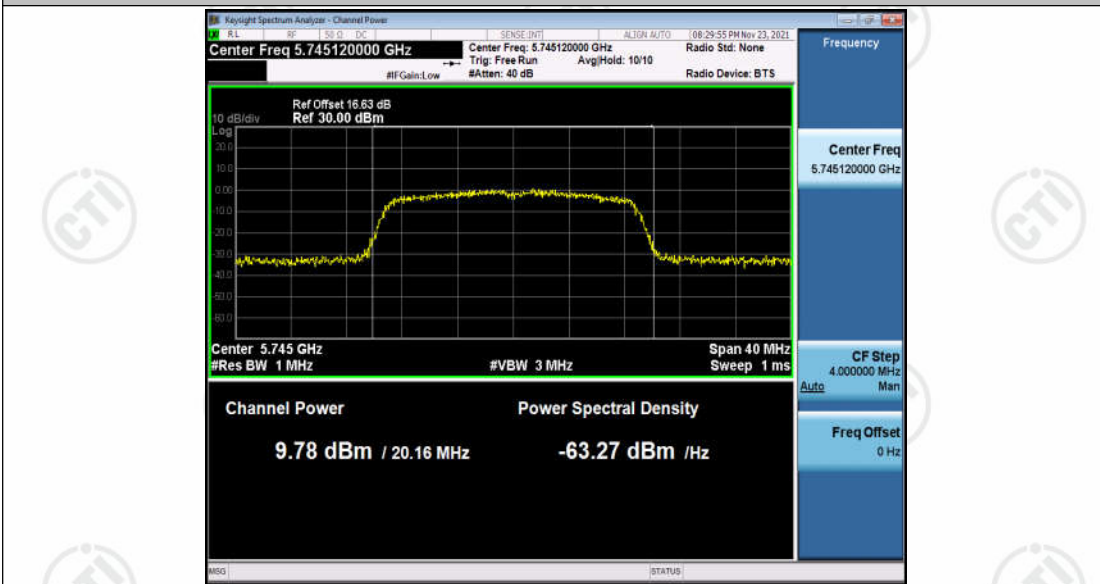 Keysight Spectrum Analyzer - Channel Power
RL RF 50 Ω DC SENSE:INT ALIGN AUTO 08:29:55 PM Nov 23, 2021
Center Freq 5.745120000 GHz
Center Freq: 5.745120000 GHz
Radio Std: None
Trig: Free Run Avg|Hold: 10/10
#IFGain:Low
#Atten: 40 dB
Radio Device: BTS
Frequency
Ref Offset 16.63 dB
10 dB/div Ref 30.00 dBm
Log
20.0
10.0
0.00
-10.0
-20.0
-30.0
-40.0
-50.0
-60.0
Center Freq
5.745120000 GHz
Center 5.745 GHz
Span 40 MHz
#Res BW 1 MHz
#VBW 3 MHz
Sweep 1 ms
CF Step
4.000000 MHz
Auto Man
Freq Offset
0 Hz
Channel Power
Power Spectral Density
9.78 dBm / 20.16 MHz
-63.27 dBm /Hz
MSG
STATUS
CTI
CTI